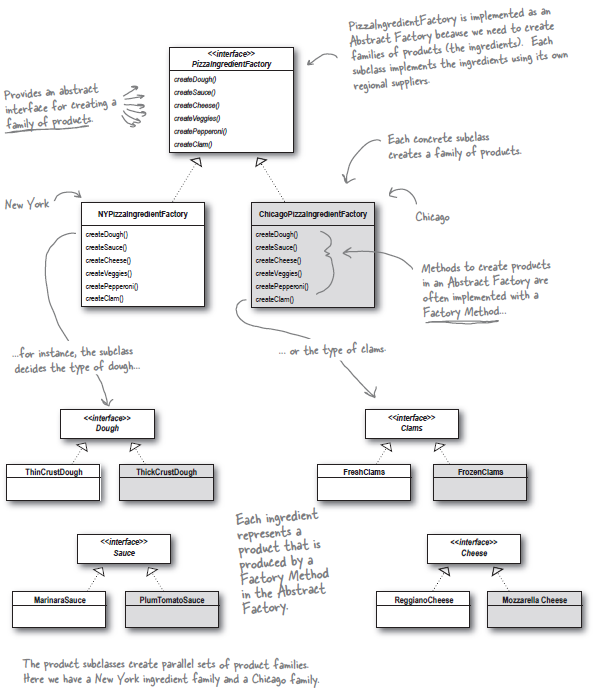 PizzaIngredientFactory is implemented as an
Abstract Factory because we need to create
families of products (the ingredients). Each
subclass implements the ingredients using its own
regional suppliers.
<<interface>>
PizzaIngredientFactory
createDough()
createSauce()
createCheese()
createVeggies()
createPepperoni()
createClam()
Provides an abstract
interface for creating a
family of products.
Each concrete subclass
creates a family of products.
New York
NYPizzaIngredientFactory
createDough()
createSauce()
createCheese()
createVeggies()
createPepperoni()
createClam()
ChicagoPizzaIngredientFactory
createDough()
createSauce()
createCheese()
createVeggies()
createPepperoni()
createClam()
Chicago
Methods to create products
in an Abstract Factory are
often implemented with a
Factory Method...
...for instance, the subclass
decides the type of dough...
... or the type of clams.
<<interface>>
Dough
ThinCrustDough
ThickCrustDough
<<interface>>
Clams
FreshClams
FrozenClams
<<interface>>
Sauce
MarinaraSauce
PlumTomatoSauce
Each ingredient
represents a
product that is
produced by a
Factory Method
in the Abstract
Factory.
<<interface>>
Cheese
ReggianoCheese
Mozzarella Cheese
The product subclasses create parallel sets of product families.
Here we have a New York ingredient family and a Chicago family.